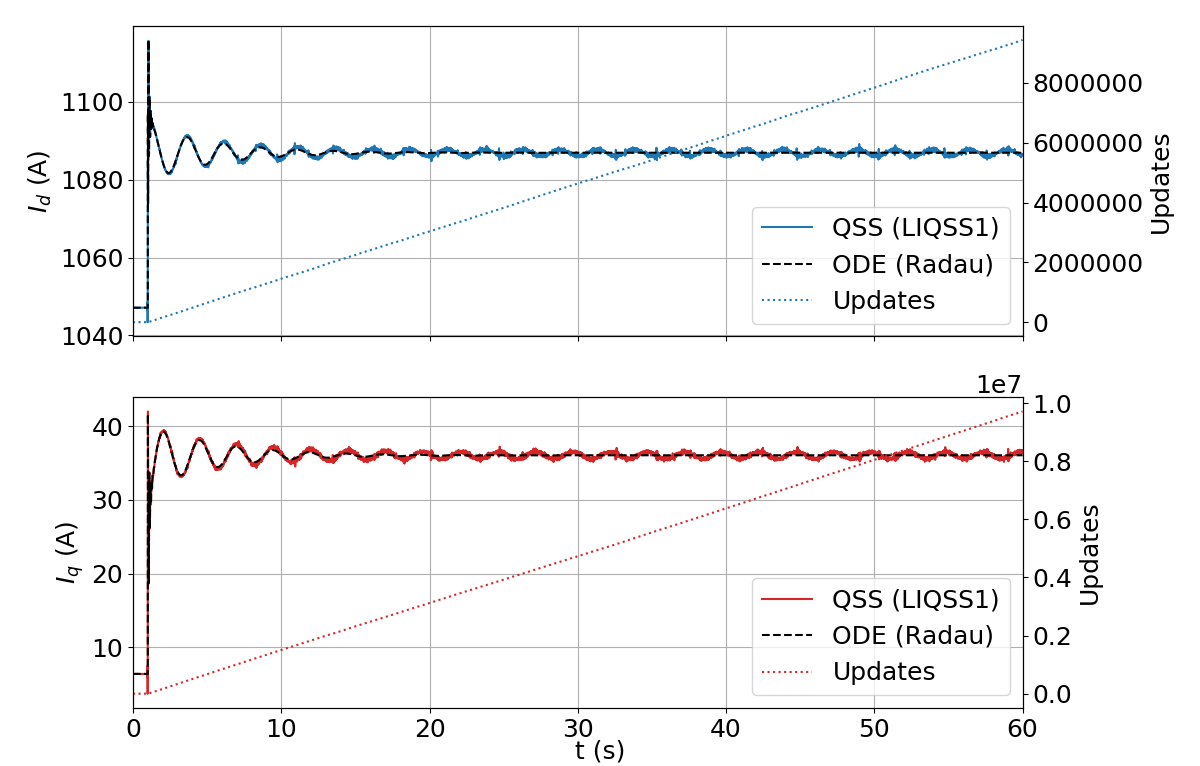 1100
1080
1060
1040
I_d (A)
8000000
6000000
4000000
2000000
0
Updates
QSS (LIQSS1)
ODE (Radau)
Updates
1e7
40
30
20
10
I_q (A)
1.0
0.8
0.6
0.4
0.2
0.0
Updates
QSS (LIQSS1)
ODE (Radau)
Updates
0 10 20 30 40 50 60
t (s)